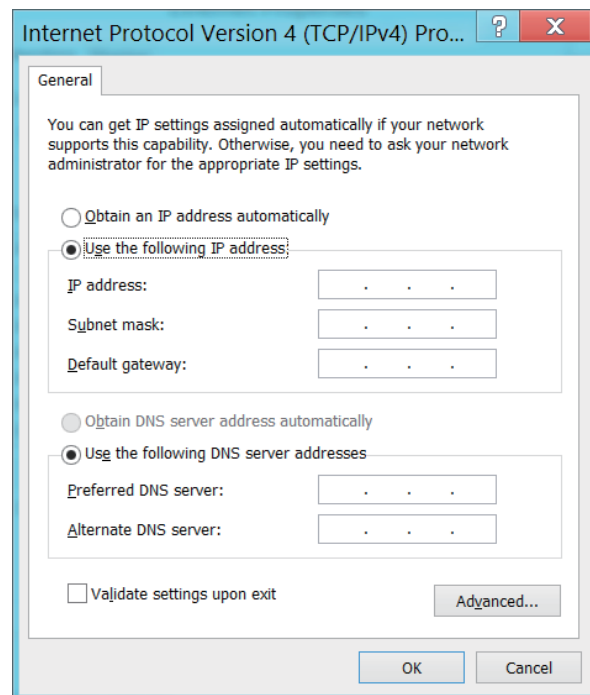 Internet Protocol Version 4 (TCP/IPv4) Pro...
? X
General
You can get IP settings assigned automatically if your network
supports this capability. Otherwise, you need to ask your network
administrator for the appropriate IP settings.
Obtain an IP address automatically
Use the following IP address
IP address: . . .
Subnet mask: . . .
Default gateway: . . .
Obtain DNS server address automatically
Use the following DNS server addresses
Preferred DNS server: . . .
Alternate DNS server: . . .
Validate settings upon exit
Advanced...
OK Cancel